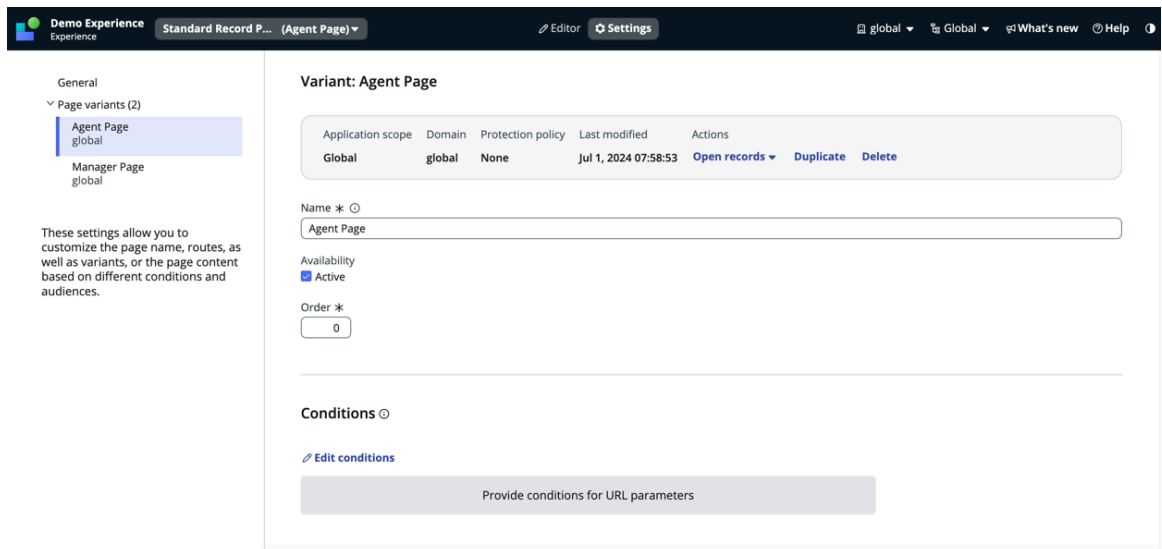 Demo Experience
Experience
Standard Record P... (Agent Page)
Editor
Settings
global
Global
What's new
Help
General
Page variants (2)
Agent Page
global
Manager Page
global
These settings allow you to
customize the page name, routes, as
well as variants, or the page content
based on different conditions and
audiences.
Variant: Agent Page
Application scope Domain Protection policy Last modified Actions
Global global None Jul 1, 2024 07:58:53 Open records Duplicate Delete
Name *
Agent Page
Availability
Active
Order *
0
Conditions
Edit conditions
Provide conditions for URL parameters